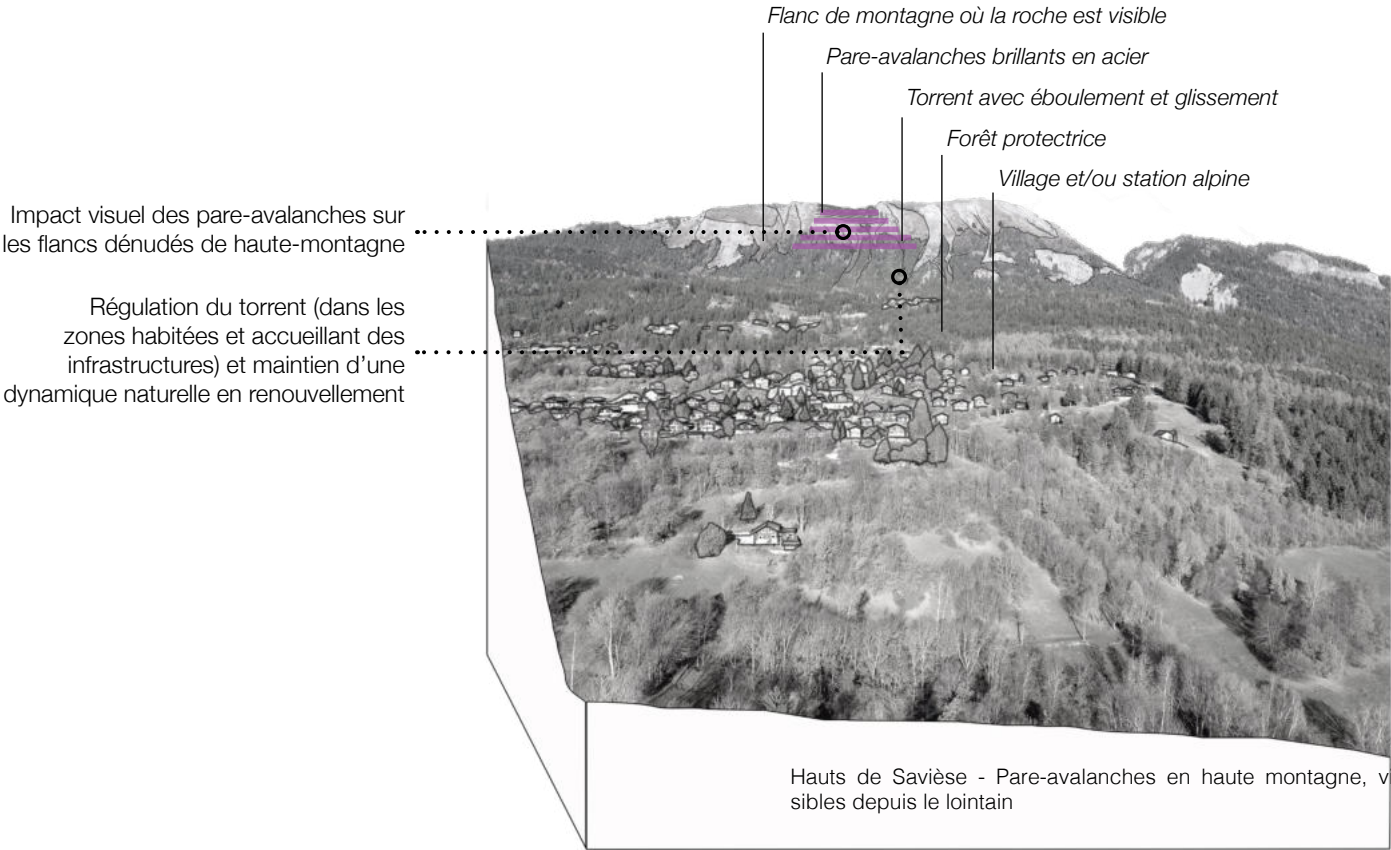 Flanc de montagne où la roche est visible
Pare-avalanches brillants en acier
Torrent avec éboulement et glissement
Forêt protectrice
Village et/ou station alpine
Impact visuel des pare-avalanches sur
les flancs dénudés de haute-montagne
Régulation du torrent (dans les
zones habitées et accueillant des
infrastructures) et maintien d'une
dynamique naturelle en renouvellement
Hauts de Savièse - Pare-avalanches en haute montagne, v
sibles depuis le lointain